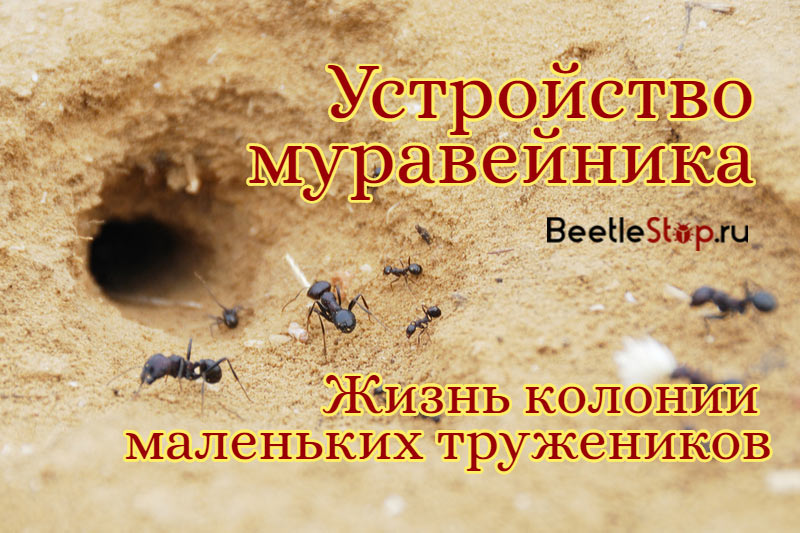 Устройство
муравейника
BeetleStop.ru
Жизнь колонии
маленьких тружеников